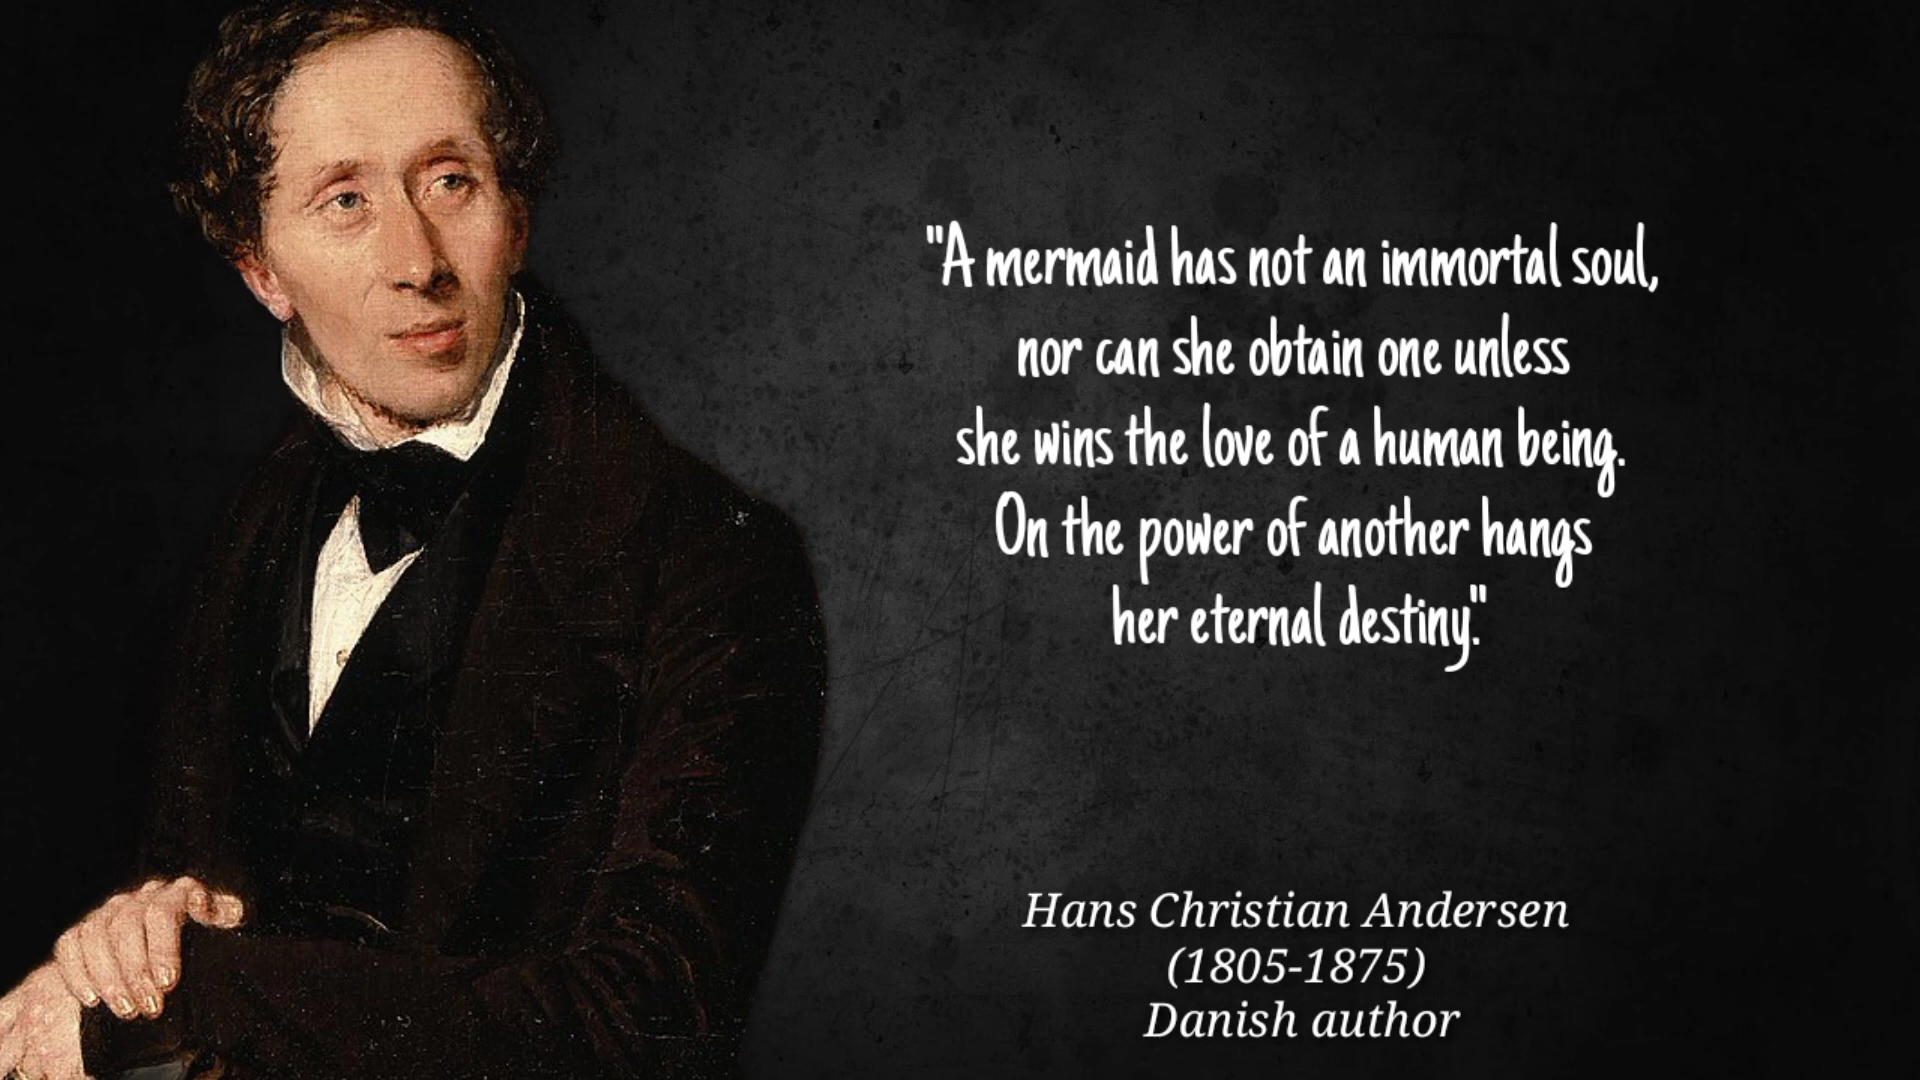 "A mermaid has not an immortal soul,
nor can she obtain one unless
she wins the love of a human being.
On the power of another hangs
her eternal destiny."
Hans Christian Andersen
(1805-1875)
Danish author